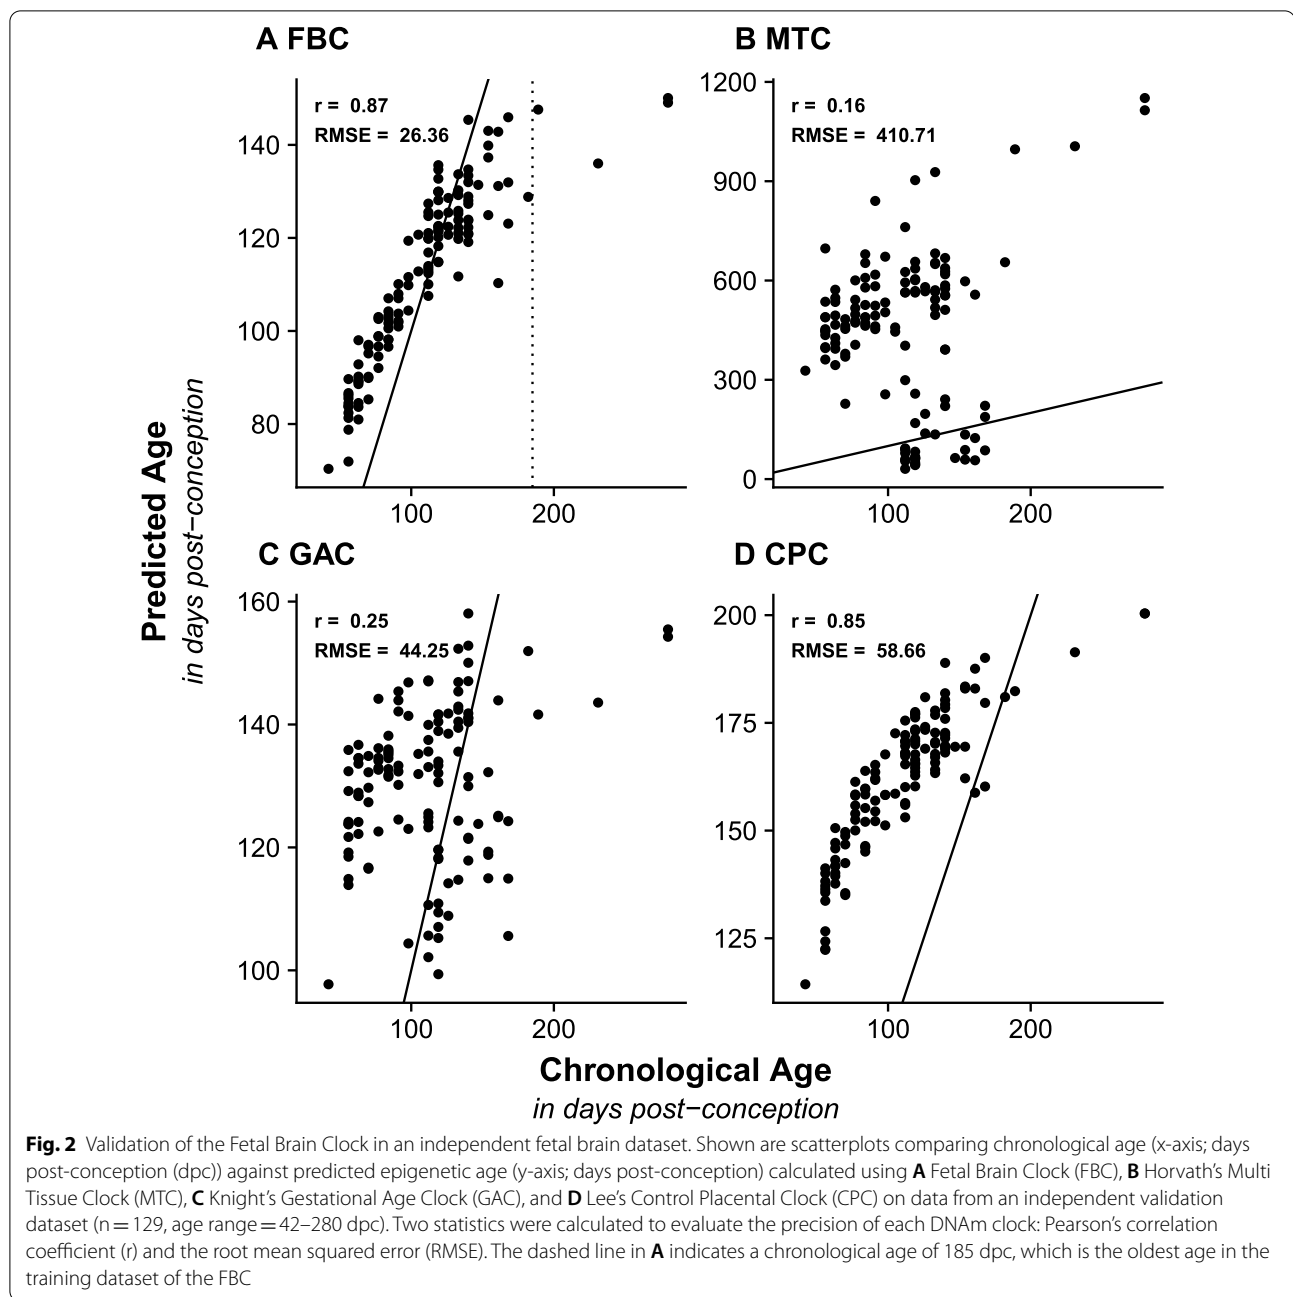 A FBC
r = 0.87
RMSE = 26.36
140
120
100
80
100
200
B MTC
r = 0.16
RMSE = 410.71
1200
900
600
300
0
100
200
Predicted Age
in days post−conception
C GAC
r = 0.25
RMSE = 44.25
160
140
120
100
100
200
D CPC
r = 0.85
RMSE = 58.66
200
175
150
125
100
200
Chronological Age
in days post−conception
Fig. 2 Validation of the Fetal Brain Clock in an independent fetal brain dataset. Shown are scatterplots comparing chronological age (x-axis; days
post-conception (dpc)) against predicted epigenetic age (y-axis; days post-conception) calculated using A Fetal Brain Clock (FBC), B Horvath's Multi
Tissue Clock (MTC), C Knight's Gestational Age Clock (GAC), and D Lee's Control Placental Clock (CPC) on data from an independent validation
dataset (n = 129, age range = 42–280 dpc). Two statistics were calculated to evaluate the precision of each DNAm clock: Pearson's correlation
coefficient (r) and the root mean squared error (RMSE). The dashed line in A indicates a chronological age of 185 dpc, which is the oldest age in the
training dataset of the FBC